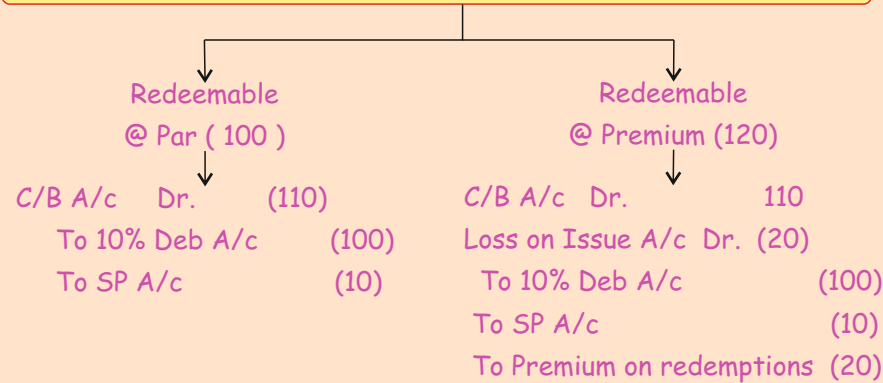 Redeemable
@ Par ( 100 )
C/B A/c Dr. (110)
To 10% Deb A/c (100)
To SP A/c (10)
Redeemable
@ Premium (120)
C/B A/c Dr. 110
Loss on Issue A/c Dr. (20)
To 10% Deb A/c (100)
To SP A/c (10)
To Premium on redemptions (20)